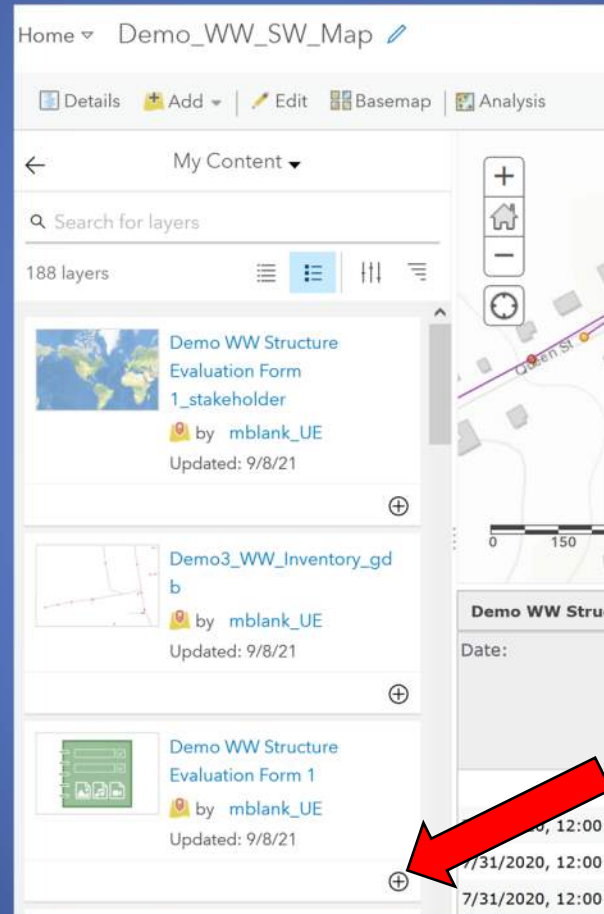 Home Demo_WW_SW_Map
Details Add Edit Basemap Analysis
My Content
Search for layers
188 layers
Demo WW Structure
Evaluation Form
1_stakeholder
by mblank_UE
Updated: 9/8/21
Demo3_WW_Inventory_gd
b
by mblank_UE
Updated: 9/8/21
Demo WW Structure
Evaluation Form 1
by mblank_UE
Updated: 9/8/21
Queen St
0 150
Demo WW Stru
Date:
0, 12:00
7/31/2020, 12:00
7/31/2020, 12:00